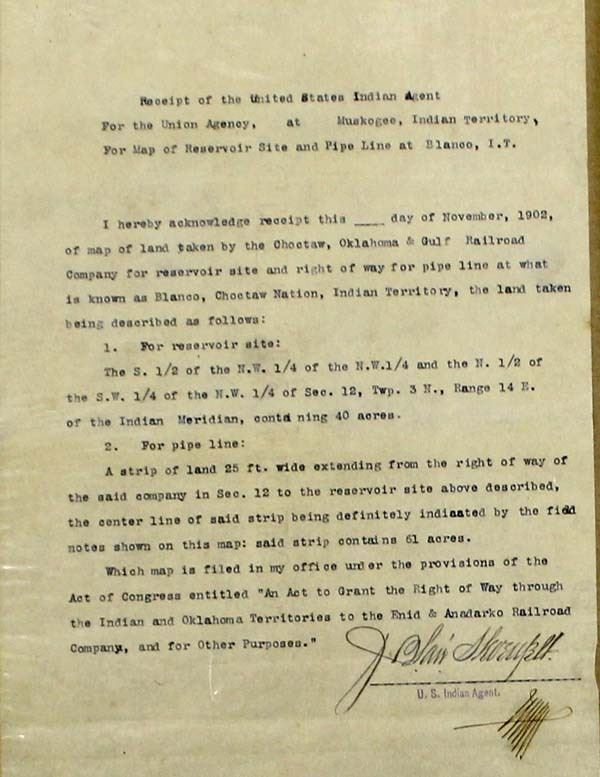 Receipt of the United States Indian Agent
For the Union Agency, at Muskogee, Indian Territory,
For Map of Reservoir Site and Pipe Line at Blanco, I.T.
I hereby acknowledge receipt this ____ day of November, 1902,
of map of land taken by the Choctaw, Oklahoma & Gulf Railroad
Company for reservoir site and right of way for pipe line at what
is known as Blanco, Choctaw Nation, Indian Territory, the land taken
being described as follows:
1. For reservoir site:
The S. 1/2 of the N.W. 1/4 of the N.W.1/4 and the N. 1/2 of
the S.W. 1/4 of the N.W. 1/4 of Sec. 12, Twp. 3 N., Range 14 E.
of the Indian Meridian, contai ning 40 acres.
2. For pipe line:
A strip of land 25 ft. wide extending from the right of way of
the said company in Sec. 12 to the reservoir site above described,
the center line of said strip being definitely indiaated by the field
notes shown on this map: said strip contains 61 acres.
Which map is filed in my office under the provisions of the
Act of Congress entitled "An Act to Grant the Right of Way through
the Indian and Oklahoma Territories to the Enid & Anadarko Railroad
Company, and for Other Purposes."
J Blair
U. S. Indian Agent.